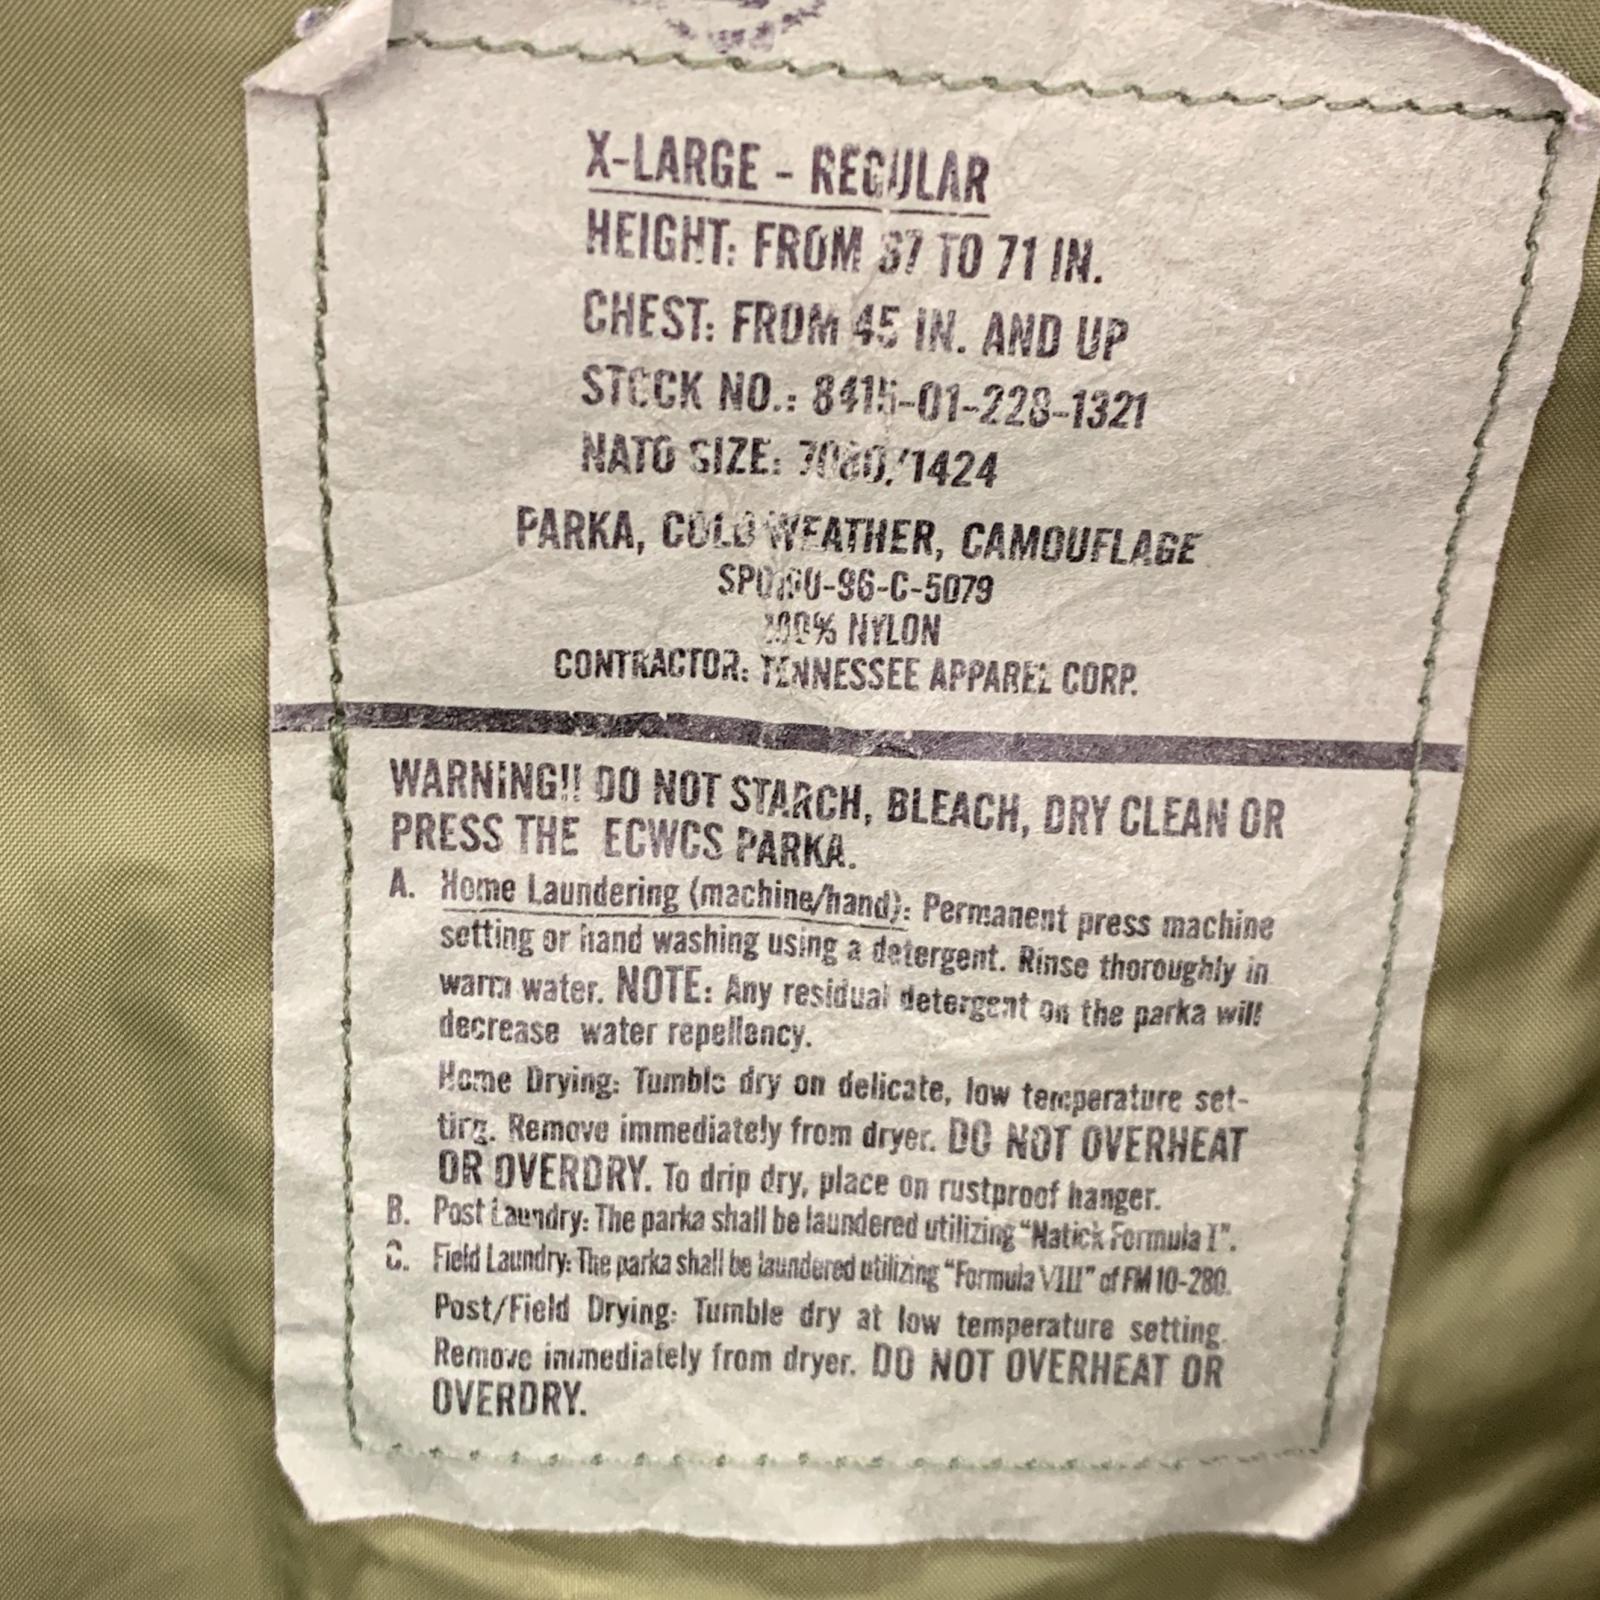 X-LARGE - REGULAR
HEIGHT: FROM 67 TO 71 IN.
CHEST: FROM 45 IN. AND UP
STOCK NO.: 8415-01-228-1321
NATO SIZE: /1424
PARKA, COLD WEATHER, CAMOUFLAGE
SPO100-96-C-5079
100% NYLON
CONTRACTOR: TENNESSEE APPAREL CORP.
WARNING!! DO NOT STARCH, BLEACH, DRY CLEAN OR
PRESS THE ECWCS PARKA.
A. Home Laundering (machine/hand): Permanent press machine
setting or hand washing using a detergent. Rinse thoroughly in
warm water. NOTE: Any residual detergent on the parka will
decrease water repellency.
Home Drying: Tumble dry on delicate, low temperature set-
ting. Remove immediately from dryer. DO NOT OVERHEAT
OR OVERDRY. To drip dry, place on rustproof hanger.
B. Post Laundry: The parka shall be laundered utilizing "Natick Formula I".
C. Field Laundry: The parka shall be laundered utilizing "Formula VIII" of FM 10-280.
Post/Field Drying: Tumble dry at low temperature setting.
Remove immediately from dryer. DO NOT OVERHEAT OR
OVERDRY.